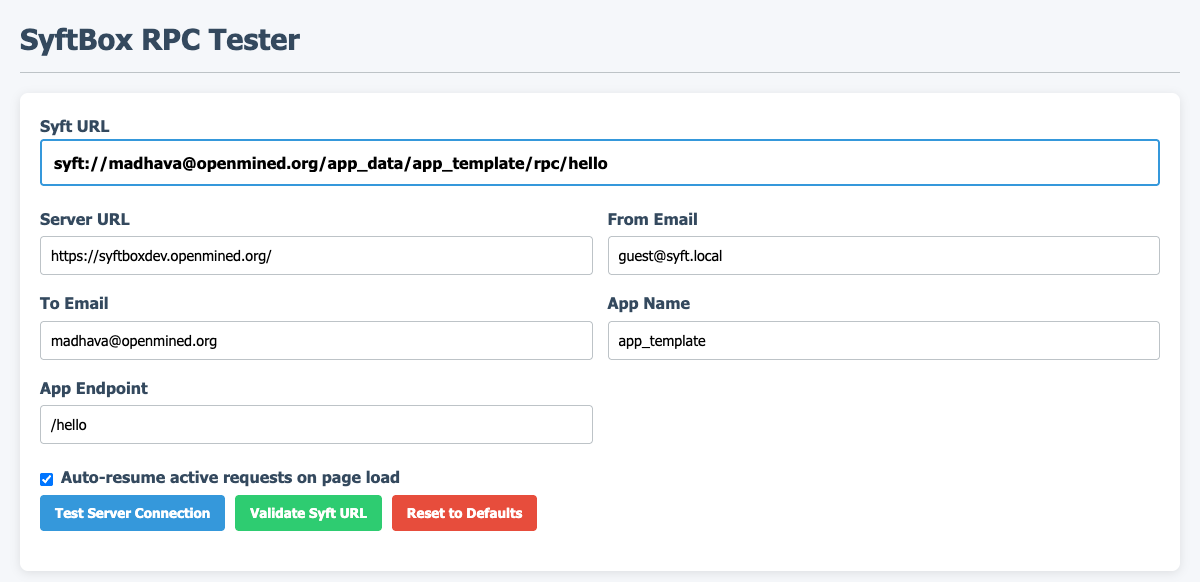 SyftBox RPC Tester
Syft URL
syft://madhava@openmined.org/app_data/app_template/rpc/hello
Server URL
https://syftboxdev.openmined.org/
From Email
guest@syft.local
To Email
madhava@openmined.org
App Name
app_template
App Endpoint
/hello
Auto-resume active requests on page load
Test Server Connection
Validate Syft URL
Reset to Defaults